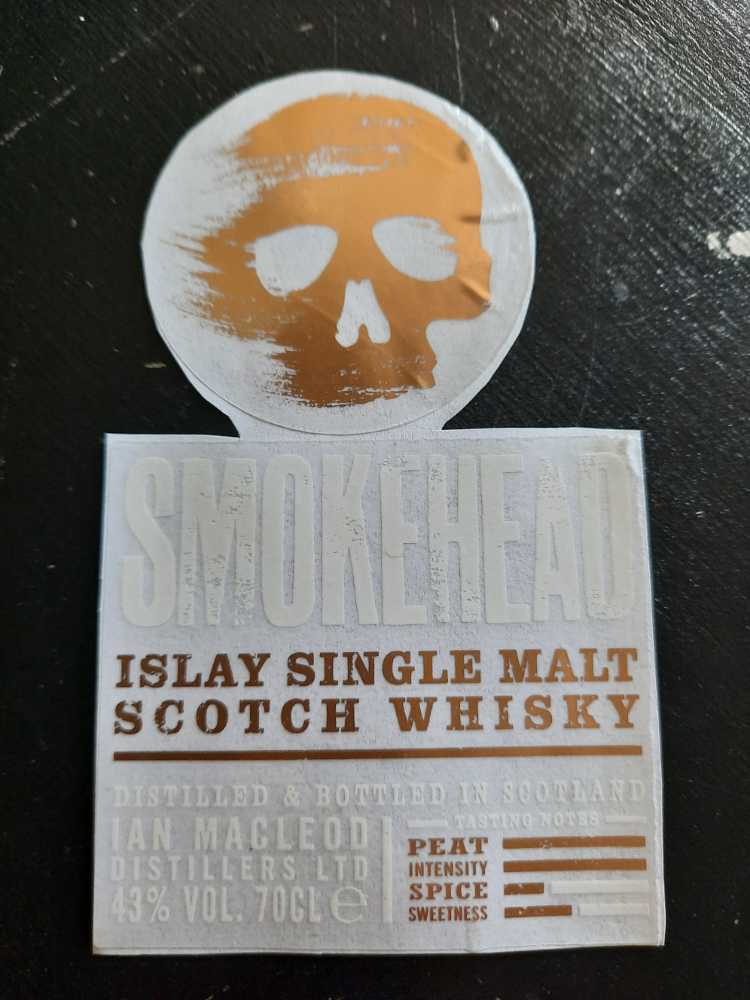 SMOKEHEAD
ISLAY SINGLE MALT
SCOTCH WHISKY
DISTILLED & BOTTLED IN SCOTLAND
IAN MACLEOD
DISTILLERS LTD
43% VOL. 70CL e
TASTING NOTES
PEAT
INTENSITY
SPICE
SWEETNESS